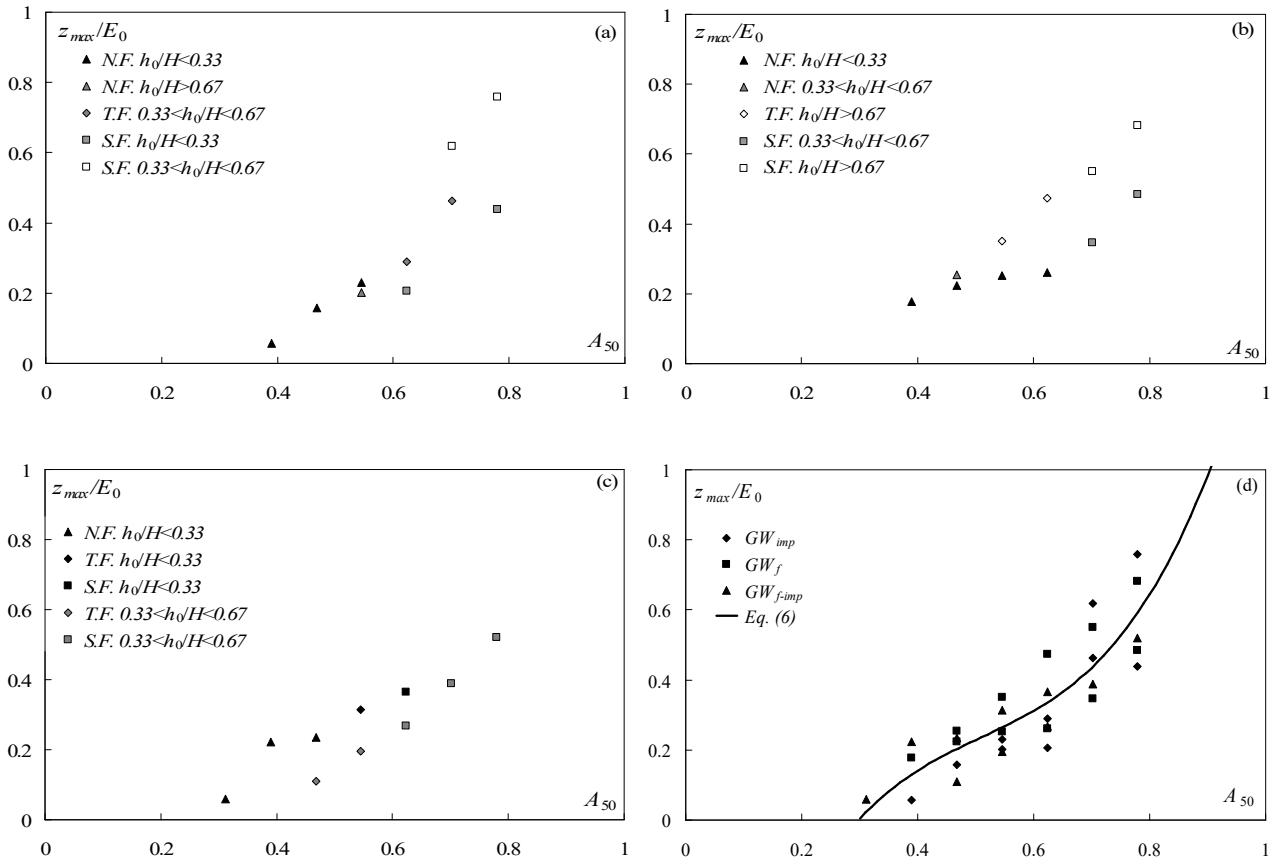 1
z_max/E_0
(a)
N.F. h_0/H<0.33
N.F. h_0/H>0.67
T.F. 0.33<h_0/H<0.67
S.F. h_0/H<0.33
S.F. 0.33<h_0/H<0.67
0.8
0.6
0.4
0.2
0
A_50
0 0.2 0.4 0.6 0.8 1
1
z_max/E_0
(b)
N.F. h_0/H<0.33
N.F. 0.33<h_0/H<0.67
T.F. h_0/H>0.67
S.F. 0.33<h_0/H<0.67
S.F. h_0/H>0.67
0.8
0.6
0.4
0.2
0
A_50
0 0.2 0.4 0.6 0.8 1
1
z_max/E_0
(c)
N.F. h_0/H<0.33
T.F. h_0/H<0.33
S.F. h_0/H<0.33
T.F. 0.33<h_0/H<0.67
S.F. 0.33<h_0/H<0.67
0.8
0.6
0.4
0.2
0
A_50
0 0.2 0.4 0.6 0.8 1
1
z_max/E_0
(d)
GW_imp
GW_f
GW_f-imp
Eq. (6)
0.8
0.6
0.4
0.2
0
A_50
0 0.2 0.4 0.6 0.8 1